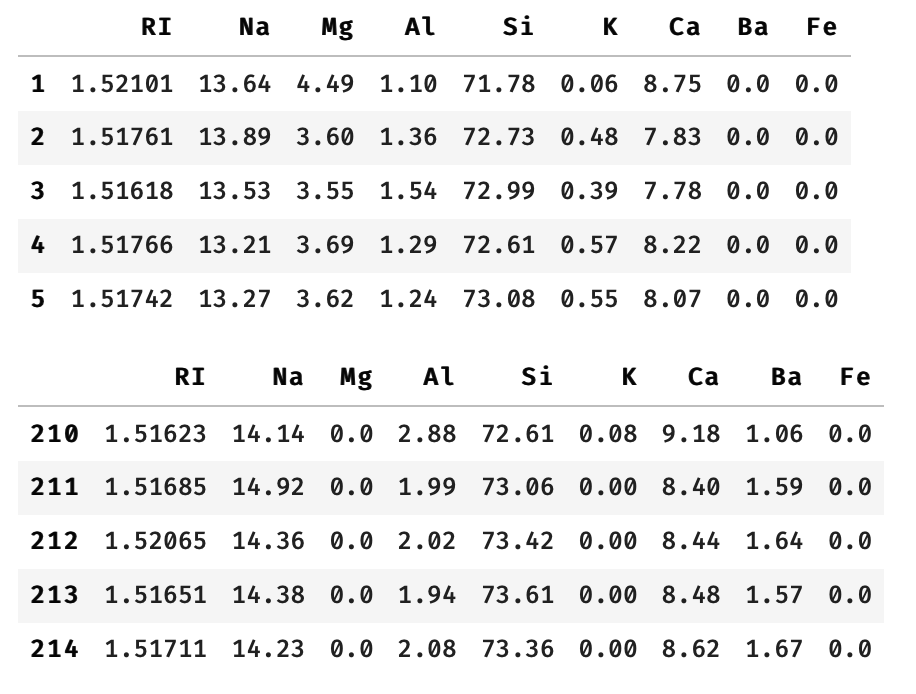 RI Na Mg Al Si K Ca Ba Fe
1 1.52101 13.64 4.49 1.10 71.78 0.06 8.75 0.0 0.0
2 1.51761 13.89 3.60 1.36 72.73 0.48 7.83 0.0 0.0
3 1.51618 13.53 3.55 1.54 72.99 0.39 7.78 0.0 0.0
4 1.51766 13.21 3.69 1.29 72.61 0.57 8.22 0.0 0.0
5 1.51742 13.27 3.62 1.24 73.08 0.55 8.07 0.0 0.0
RI Na Mg Al Si K Ca Ba Fe
210 1.51623 14.14 0.0 2.88 72.61 0.08 9.18 1.06 0.0
211 1.51685 14.92 0.0 1.99 73.06 0.00 8.40 1.59 0.0
212 1.52065 14.36 0.0 2.02 73.42 0.00 8.44 1.64 0.0
213 1.51651 14.38 0.0 1.94 73.61 0.00 8.48 1.57 0.0
214 1.51711 14.23 0.0 2.08 73.36 0.00 8.62 1.67 0.0